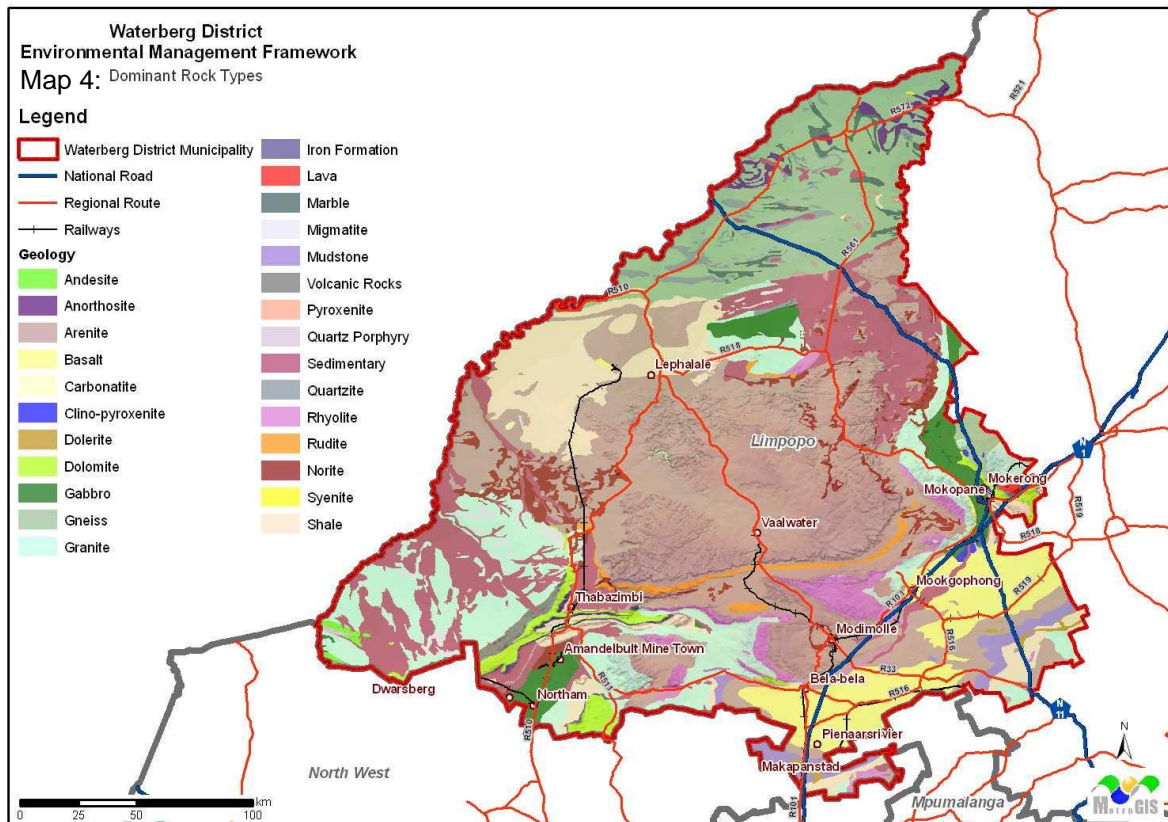 Waterberg District
Environmental Management Framework
Map 4: Dominant Rock Types
Legend
Waterberg District Municipality
National Road
Regional Route
Railways
Geology
Andesite
Anorthosite
Arenite
Basalt
Carbonatite
Clino-pyroxenite
Dolerite
Dolomite
Gabbro
Gneiss
Granite
Iron Formation
Lava
Marble
Migmatite
Mudstone
Volcanic Rocks
Pyroxenite
Quartz Porphyry
Sedimentary
Quartzite
Rhyolite
Rudite
Norite
Syenite
Shale
R521
R572
R561
R510
R518
Lephalale
Limpopo
N
1
Mokerong
Mokopane
R519
R518
Vaalwater
Mookgophong
R519
R101
Thabazimbi
Modimolle
R516
Amandelbult Mine Town
R33
Bela-bela
R516
Dwarsberg
Northam
R511
R510
N
11
Pienaarsrivier
Makapanstad
North West
R101
Mpumalanga
N
MetroGIS
km
0 25 50 100